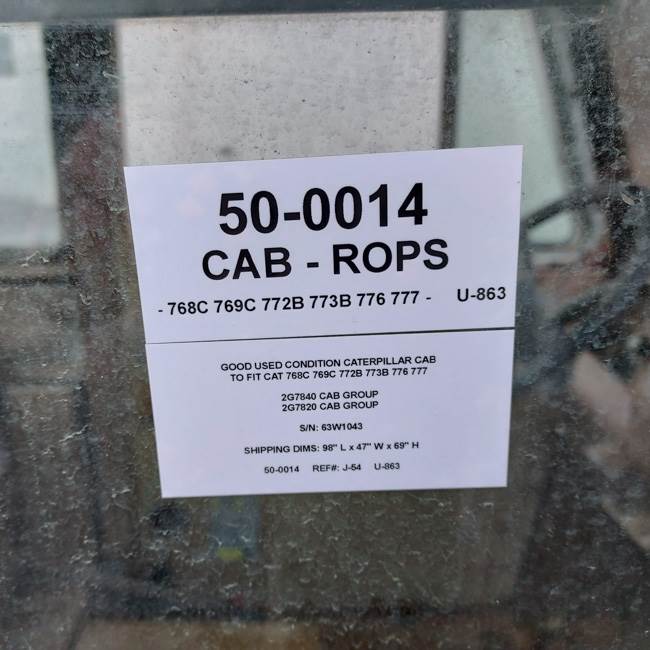 50-0014
CAB - ROPS
- 768C 769C 772B 773B 776 777 - U-863
GOOD USED CONDITION CATERPILLAR CAB
TO FIT CAT 768C 769C 772B 773B 776 777
2G7840 CAB GROUP
2G7820 CAB GROUP
S/N: 63W1043
SHIPPING DIMS: 98" L x 47" W x 69" H
50-0014 REF#: J-54 U-863